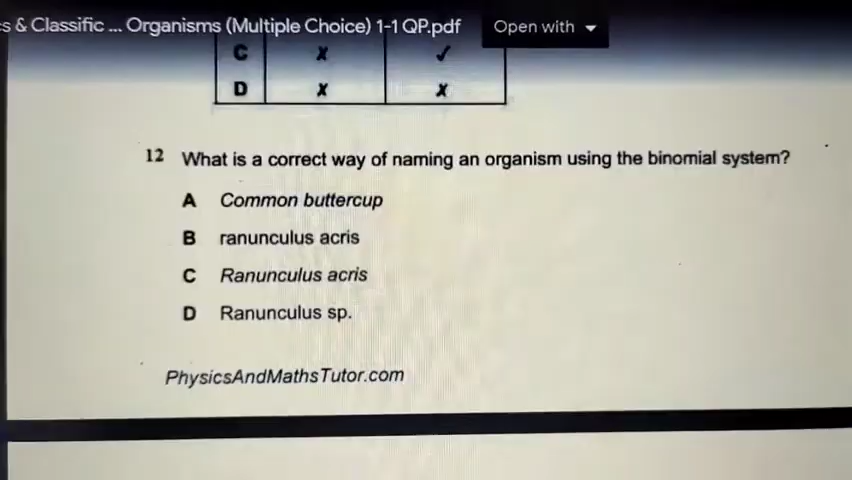 s & Classific ... Organisms (Multiple Choice) 1-1 QP.pdf Open with
C ✗ ✓
D ✗ ✗
12 What is a correct way of naming an organism using the binomial system?
A Common buttercup
B ranunculus acris
C Ranunculus acris
D Ranunculus sp.
PhysicsAndMathsTutor.com